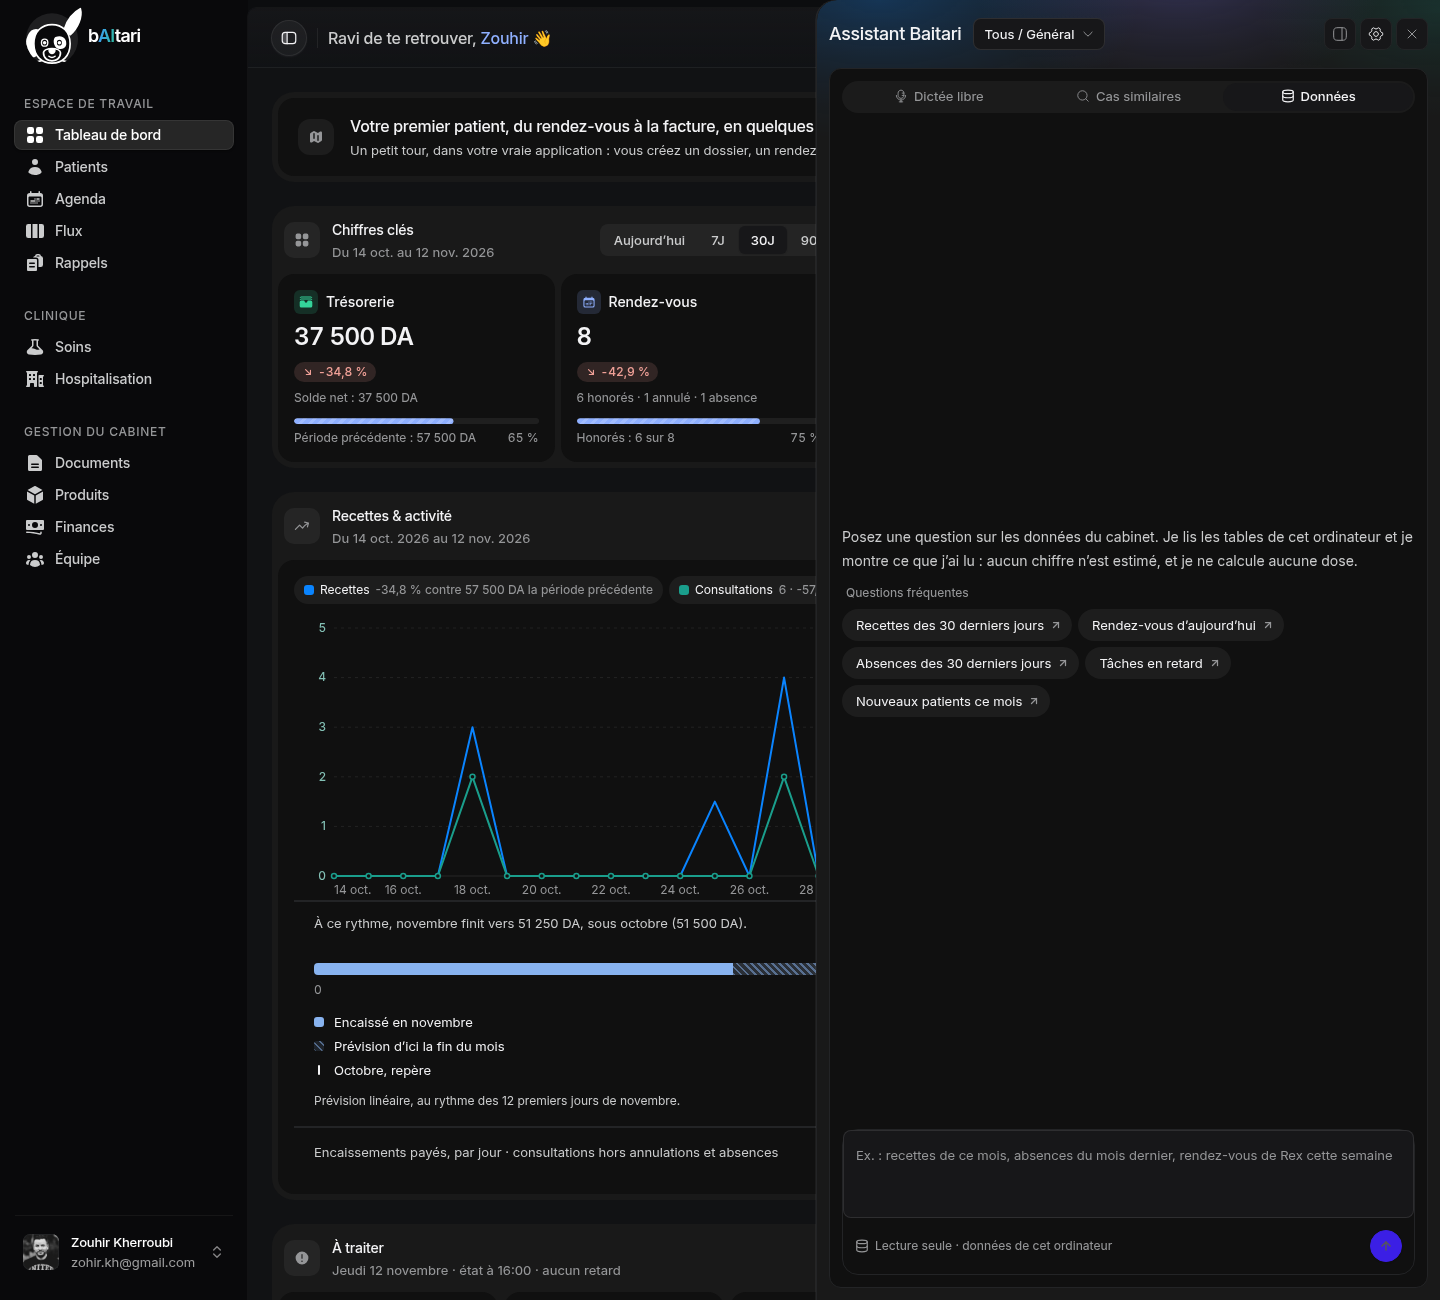 bAItari
ESPACE DE TRAVAIL
Tableau de bord
Patients
Agenda
Flux
Rappels
CLINIQUE
Soins
Hospitalisation
GESTION DU CABINET
Documents
Produits
Finances
Équipe
Zouhir Kherroubi
zohir.kh@gmail.com
Ravi de te retrouver, Zouhir 👋
Votre premier patient, du rendez-vous à la facture, en quelques
Un petit tour, dans votre vraie application : vous créez un dossier, un rendez
Chiffres clés
Du 14 oct. au 12 nov. 2026
Aujourd’hui 7J 30J 90
Trésorerie
37 500 DA
-34,8 %
Solde net : 37 500 DA
Période précédente : 57 500 DA 65 %
Rendez-vous
8
-42,9 %
6 honorés · 1 annulé · 1 absence
Honorés : 6 sur 8 75 %
Recettes & activité
Du 14 oct. 2026 au 12 nov. 2026
Recettes -34,8 % contre 57 500 DA la période précédente
Consultations 6 · -57,
5
4
3
2
1
0
14 oct. 16 oct. 18 oct. 20 oct. 22 oct. 24 oct. 26 oct. 28
À ce rythme, novembre finit vers 51 250 DA, sous octobre (51 500 DA).
0
Encaissé en novembre
Prévision d’ici la fin du mois
Octobre, repère
Prévision linéaire, au rythme des 12 premiers jours de novembre.
Encaissements payés, par jour · consultations hors annulations et absences
À traiter
Jeudi 12 novembre · état à 16:00 · aucun retard
Assistant Baitari
Tous / Général
Dictée libre
Cas similaires
Données
Posez une question sur les données du cabinet. Je lis les tables de cet ordinateur et je
montre ce que j’ai lu : aucun chiffre n’est estimé, et je ne calcule aucune dose.
Questions fréquentes
Recettes des 30 derniers jours
Rendez-vous d’aujourd’hui
Absences des 30 derniers jours
Tâches en retard
Nouveaux patients ce mois
Ex. : recettes de ce mois, absences du mois dernier, rendez-vous de Rex cette semaine
Lecture seule · données de cet ordinateur